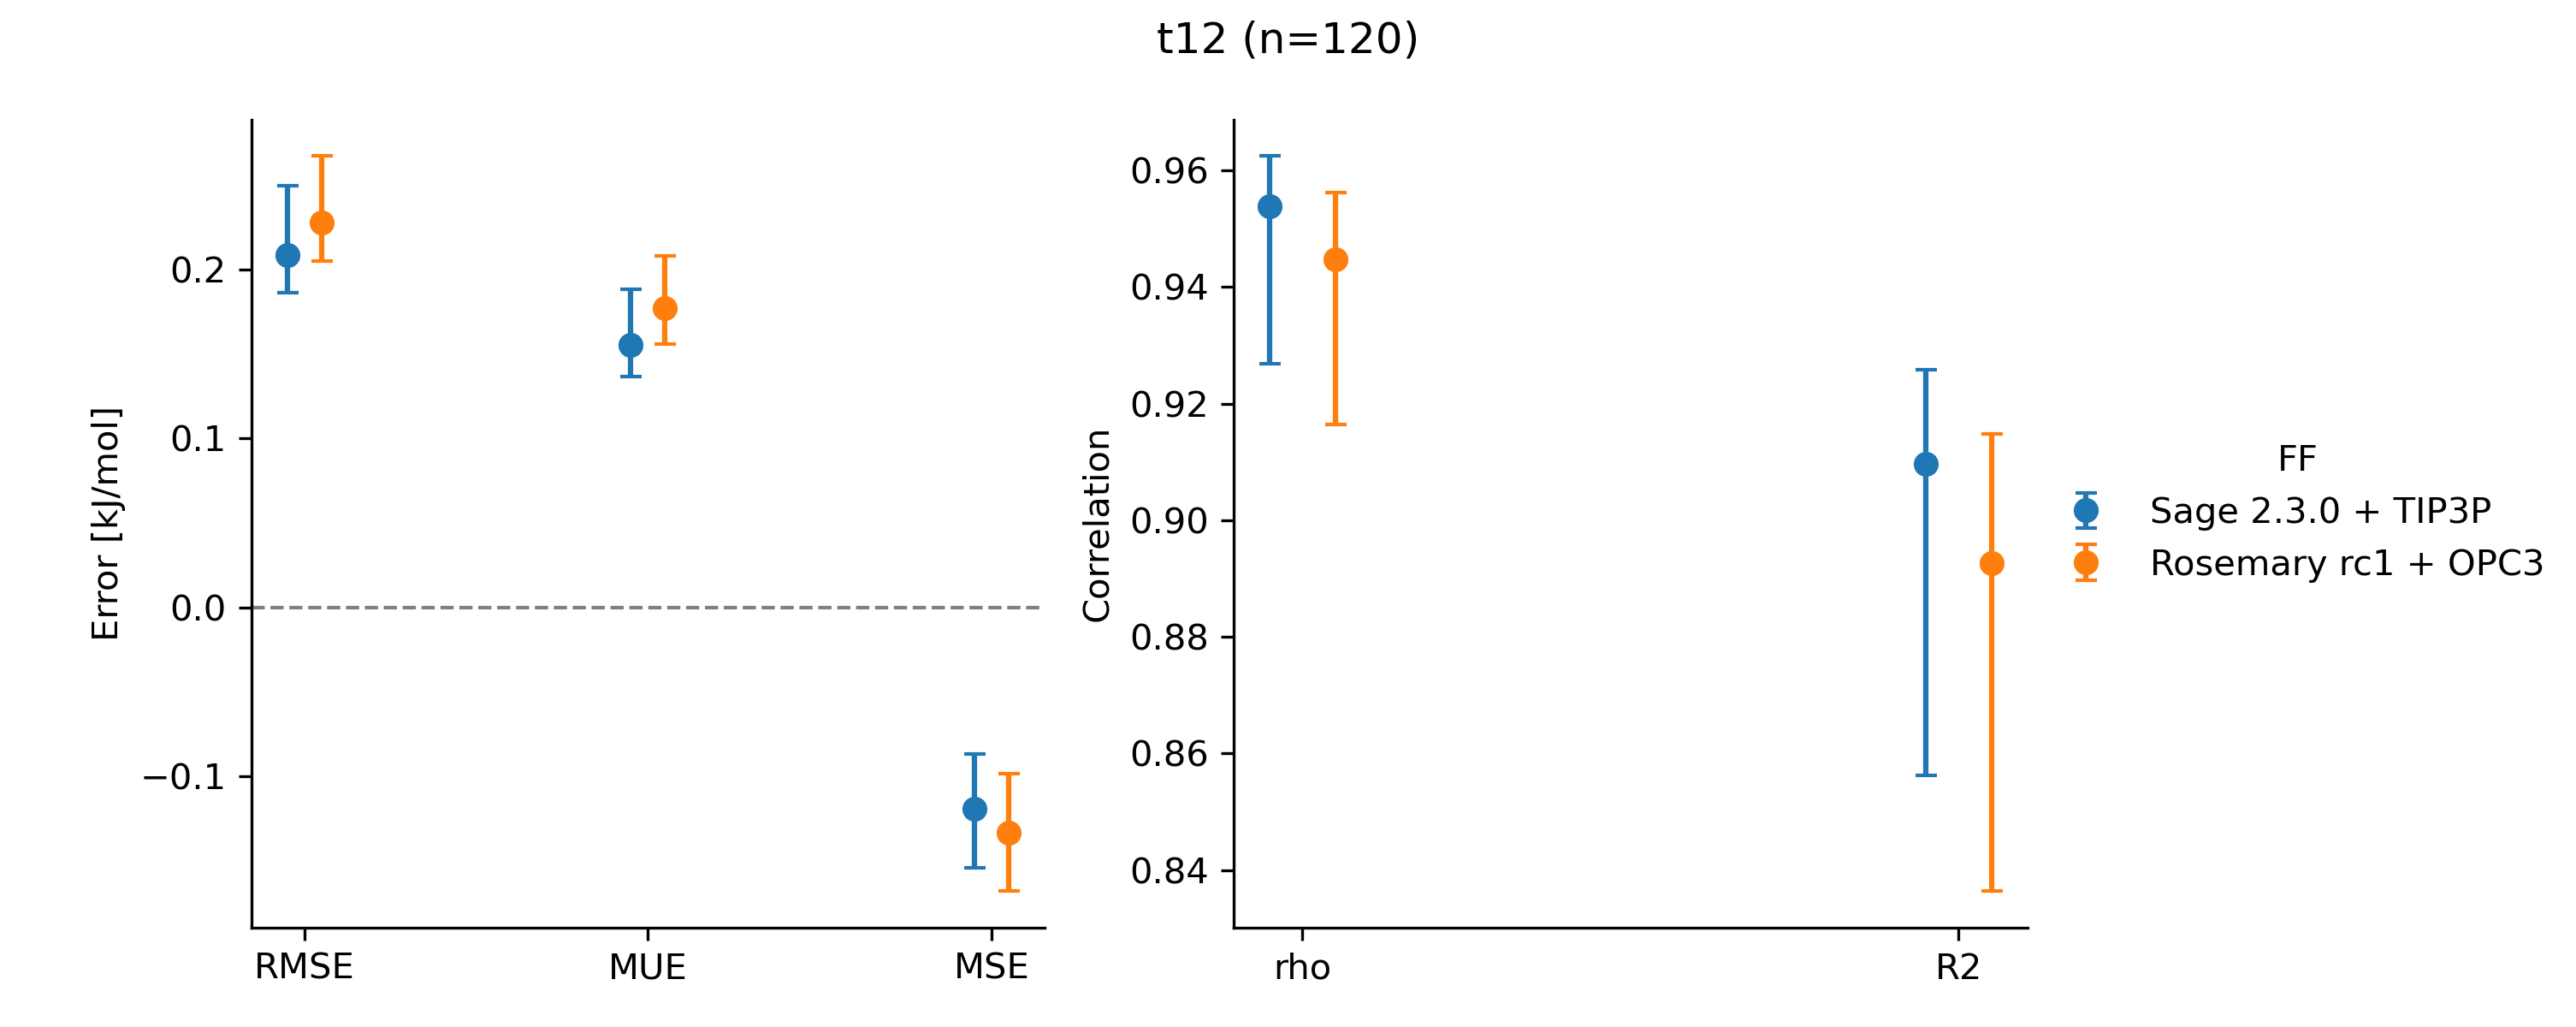 t12 (n=120)
Error [kJ/mol]
0.2
0.1
0.0
−0.1
RMSE
MUE
MSE
Correlation
0.96
0.94
0.92
0.90
0.88
0.86
0.84
rho
R2
FF
Sage 2.3.0 + TIP3P
Rosemary rc1 + OPC3